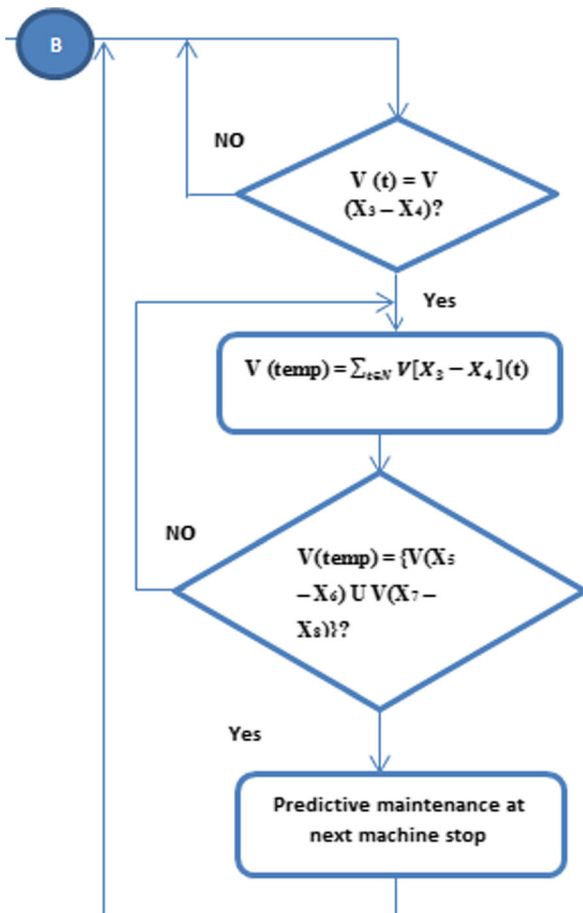 B
NO
V (t) = V
(X₃ – X₄)?
Yes
V (temp) = ∑ₜ∈N V[X₃ − X₄](t)
NO
V(temp) = {V(X₅
–X₆) U V(X₇ –
X₈)}?
Yes
Predictive maintenance at
next machine stop